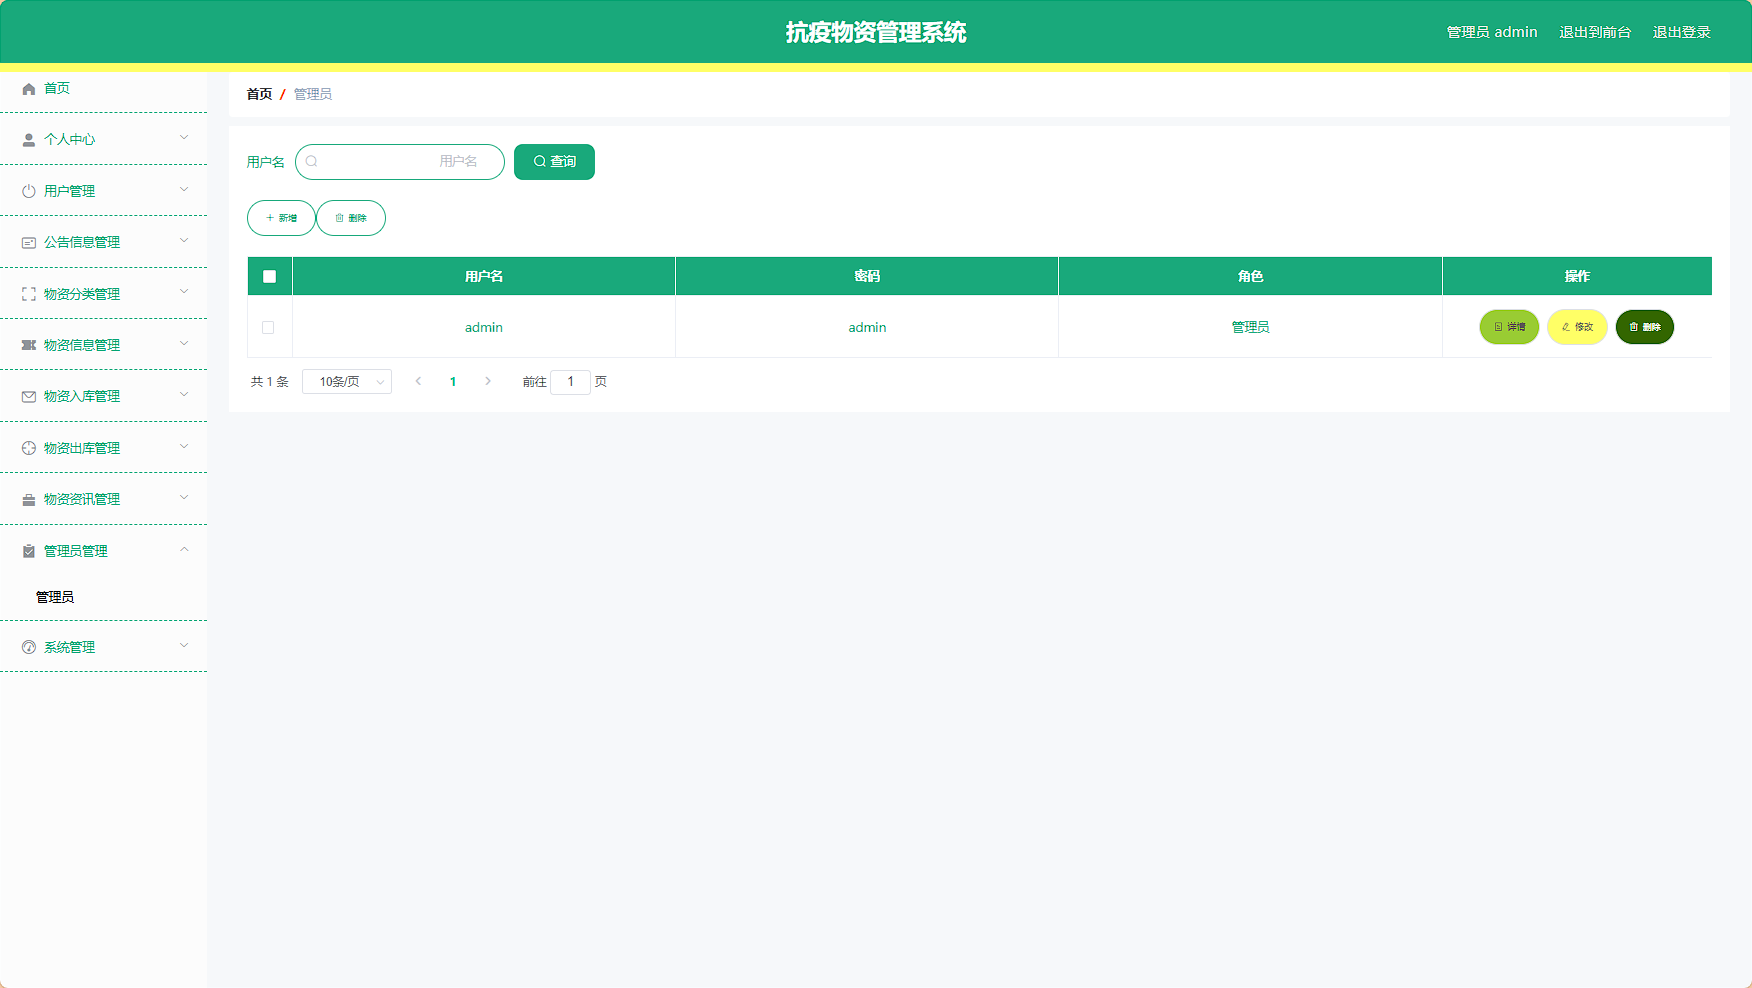 抗疫物资管理系统
管理员 admin 退出到前台 退出登录
首页
个人中心
用户管理
公告信息管理
物资分类管理
物资信息管理
物资入库管理
物资出库管理
物资资讯管理
管理员管理
管理员
系统管理
首页 / 管理员
用户名 用户名 查询
新增 删除
用户名 密码 角色 操作
admin admin 管理员 详情 修改 删除
共 1 条 10条/页 1 前往 1 页